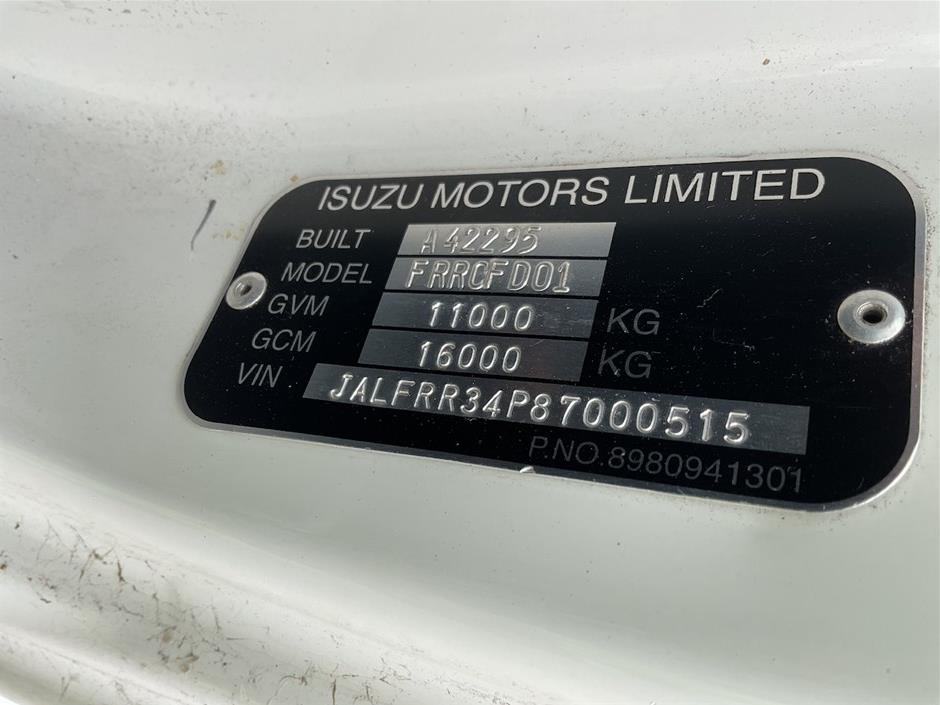 ISUZU MOTORS LIMITED
BUILT A42295
MODEL FRRCFD01
GVM 11000 KG
GCM 16000 KG
VIN JALFRR34P87000515
P.NO.8980941301